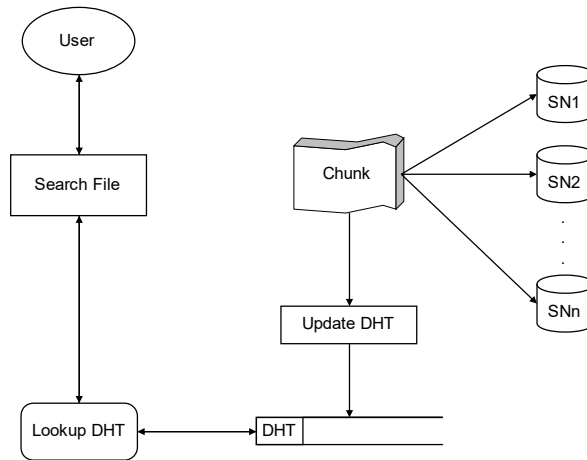 User
SN1
Search File
Chunk
SN2
.
.
.
SNn
Update DHT
Lookup DHT
DHT